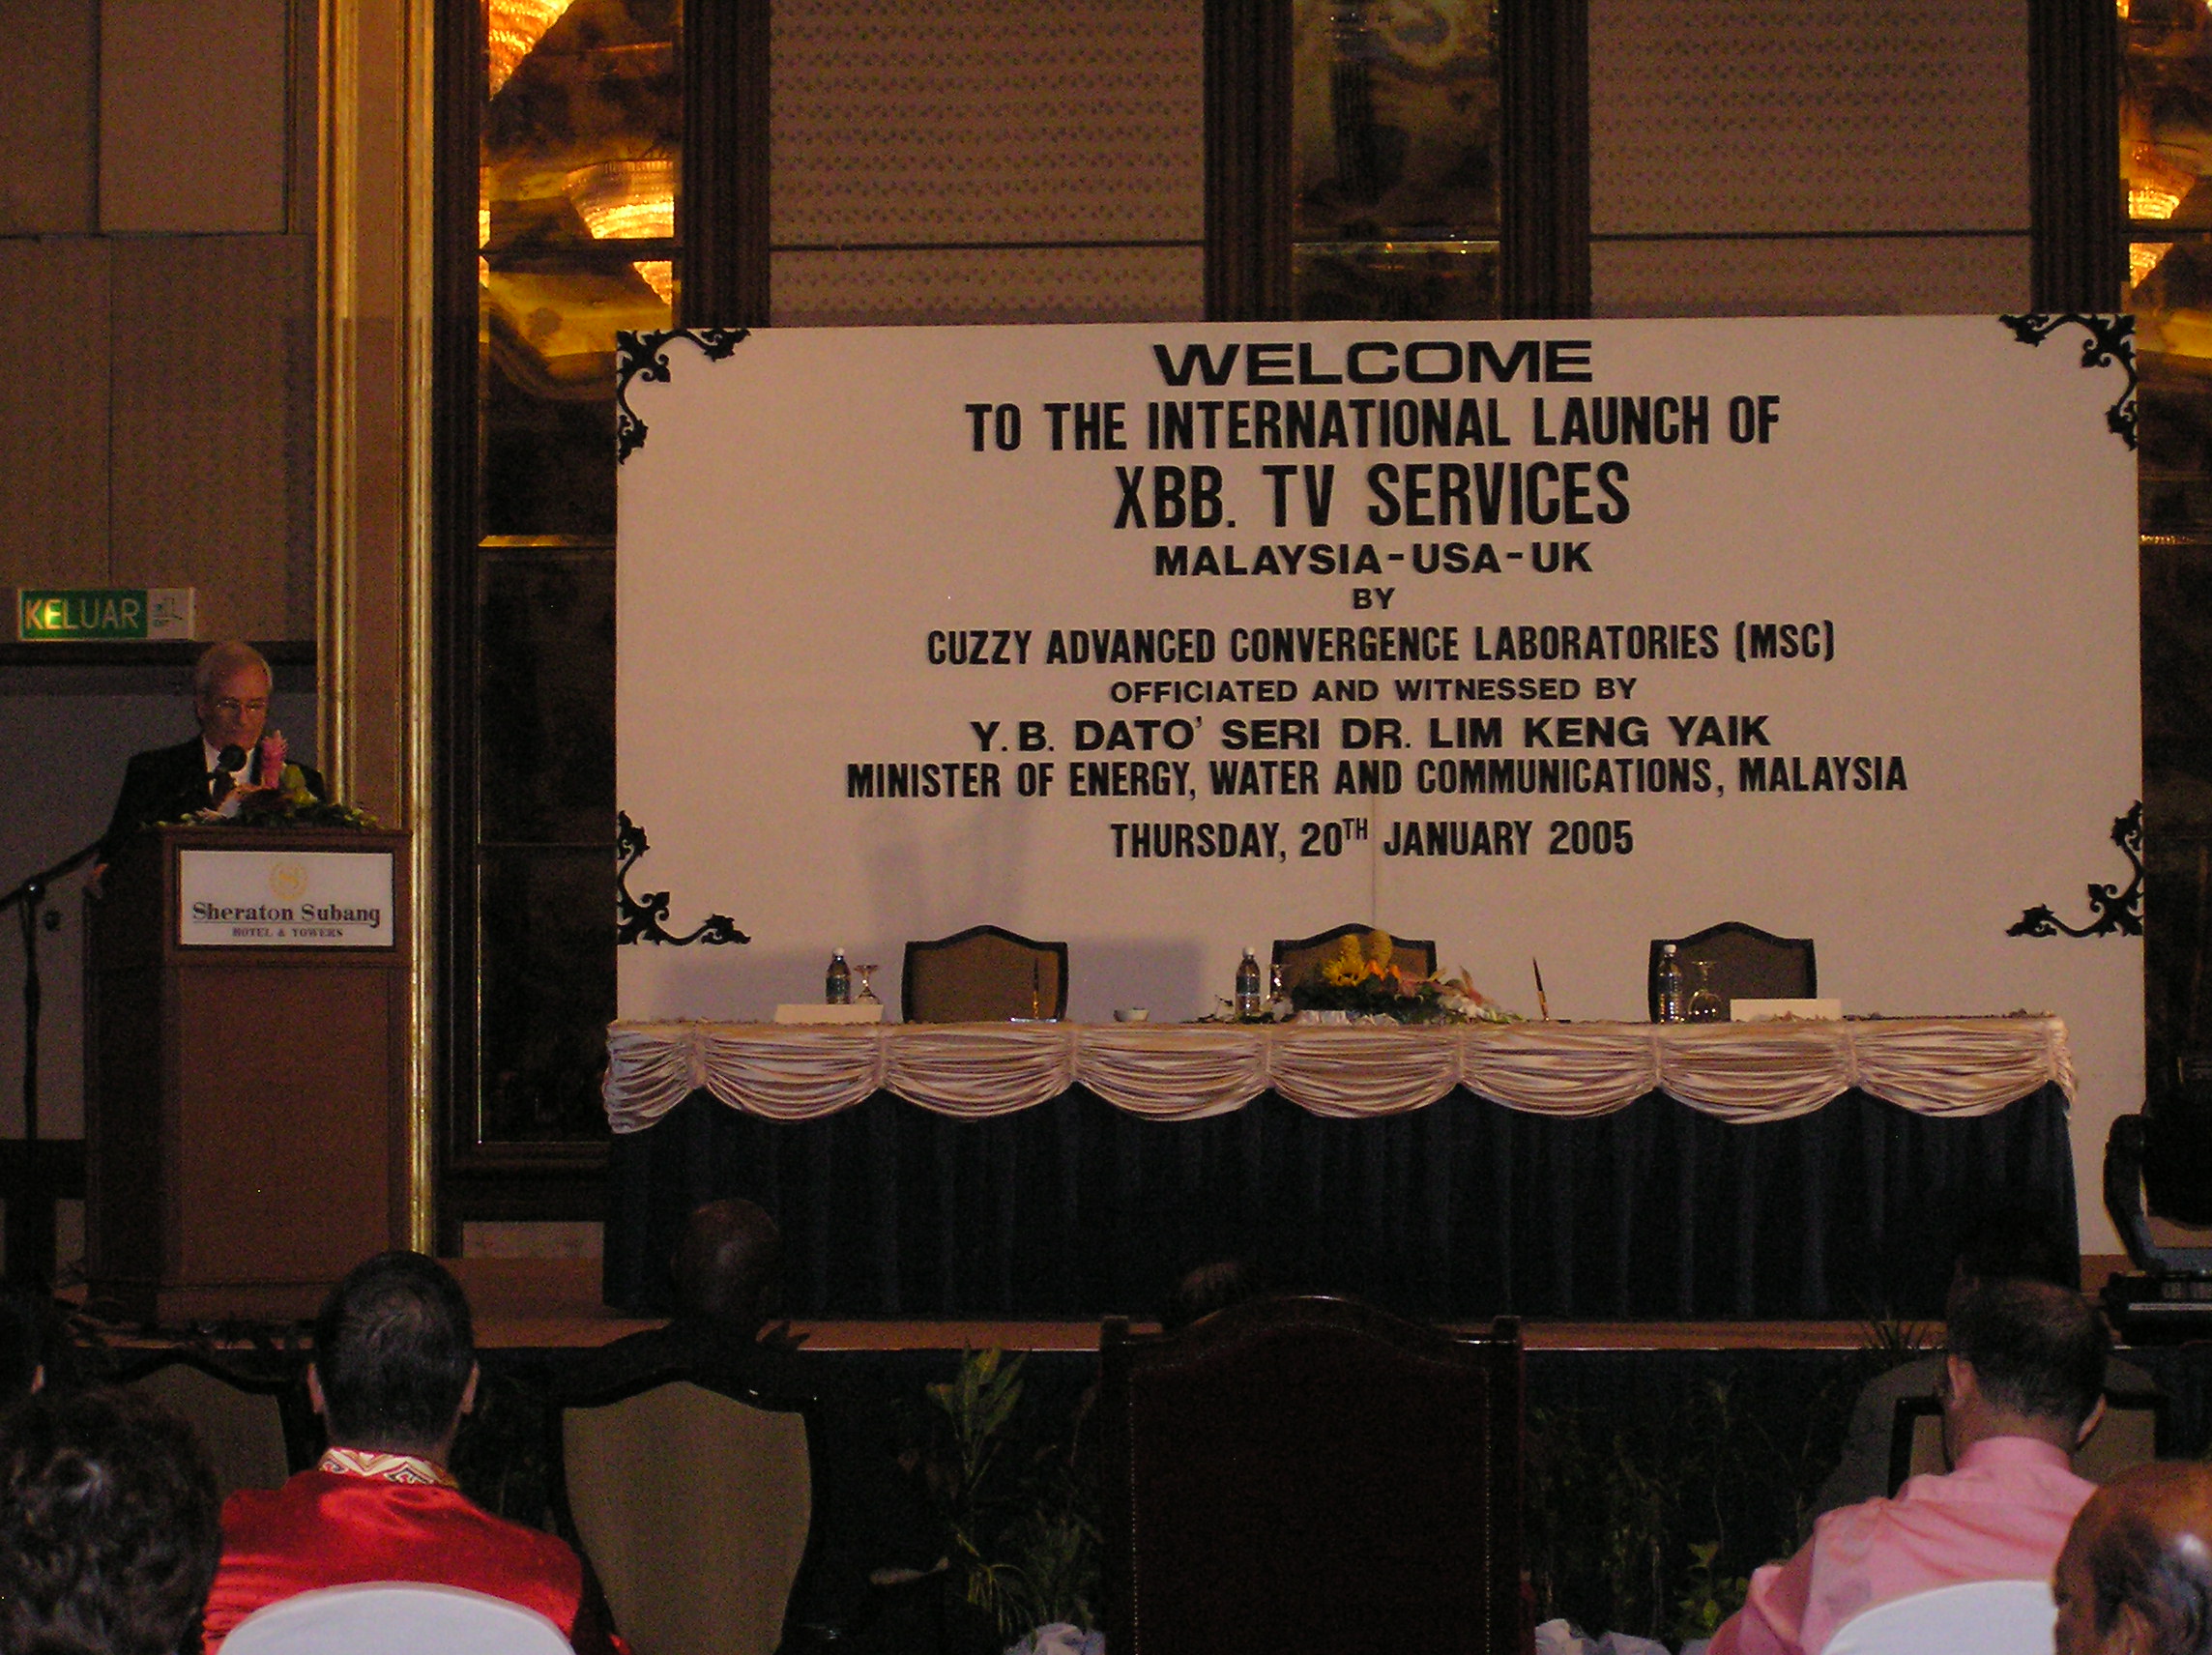 WELCOME
TO THE INTERNATIONAL LAUNCH OF
XBB. TV SERVICES
MALAYSIA-USA-UK
BY
CUZZY ADVANCED CONVERGENCE LABORATORIES (MSC)
OFFICIATED AND WITNESSED BY
Y.B. DATO' SERI DR. LIM KENG YAIK
MINISTER OF ENERGY, WATER AND COMMUNICATIONS, MALAYSIA
THURSDAY, 20TH JANUARY 2005
KELUAR
Sheraton Subang
HOTEL & TOWERS